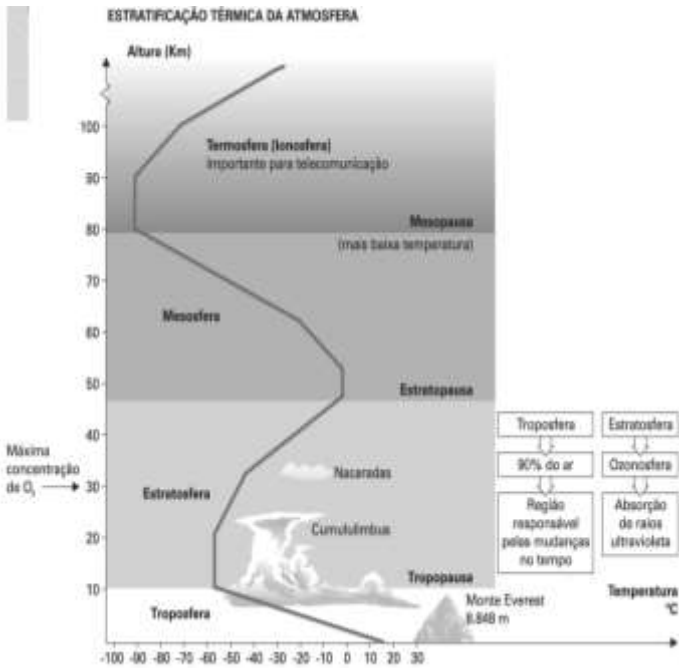 ESTRATIFICAÇÃO TÉRMICA DA ATMOSFERA
Altura (Km)
100
90
80
70
60
50
40
30
20
10
Termosfera (Ionosfera)
Importante para telecomunicação
Mesopausa
(mais baixa temperatura)
Mesosfera
Estratopausa
Máxima
concentração
de O₃
Estratosfera
Nacaradas
Cumululimbus
Tropopausa
Troposfera
Monte Everest
8.848 m
Troposfera
90% do ar
Região
responsável
pelas mudanças
no tempo
Estratosfera
Ozonosfera
Absorção
de raios
ultravioleta
Temperatura
°C
-100 -90 -80 -70 -60 -50 -40 -30 -20 -10 0 10 20 30